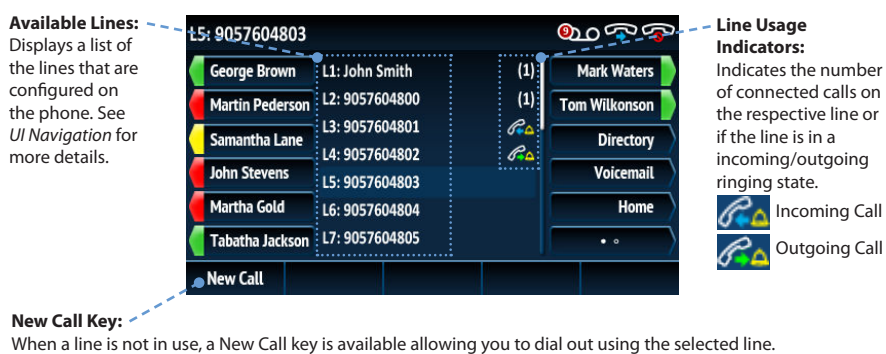 Available Lines:
Displays a list of
the lines that are
configured on
the phone. See
UI Navigation for
more details.
L5: 9057604803
9
George Brown
Martin Pederson
Samantha Lane
John Stevens
Martha Gold
Tabatha Jackson
L1: John Smith (1)
L2: 9057604800 (1)
L3: 9057604801
L4: 9057604802
L5: 9057604803
L6: 9057604804
L7: 9057604805
Mark Waters
Tom Wilkonson
Directory
Voicemail
Home
New Call
Line Usage
Indicators:
Indicates the number
of connected calls on
the respective line or
if the line is in a
incoming/outgoing
ringing state.
Incoming Call
Outgoing Call
New Call Key:
When a line is not in use, a New Call key is available allowing you to dial out using the selected line.